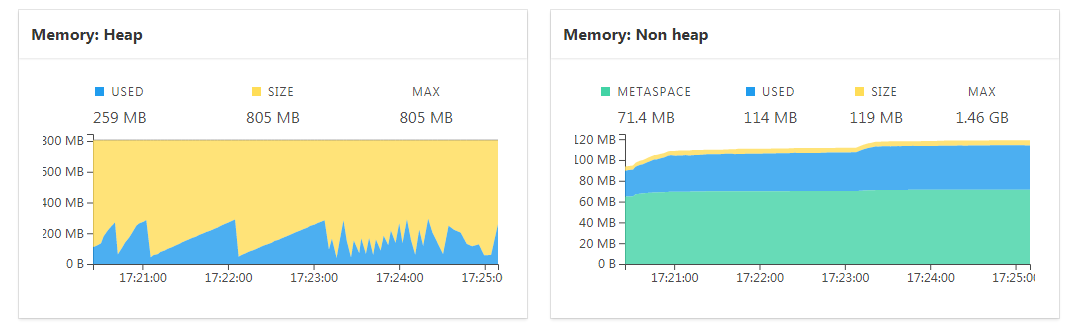 Memory: Heap
USED SIZE MAX
259 MB 805 MB 805 MB
800 MB
600 MB
400 MB
200 MB
0 B
17:21:00 17:22:00 17:23:00 17:24:00 17:25:0
Memory: Non heap
METASPACE USED SIZE MAX
71.4 MB 114 MB 119 MB 1.46 GB
120 MB
100 MB
80 MB
60 MB
40 MB
20 MB
0 B
17:21:00 17:22:00 17:23:00 17:24:00 17:25:00